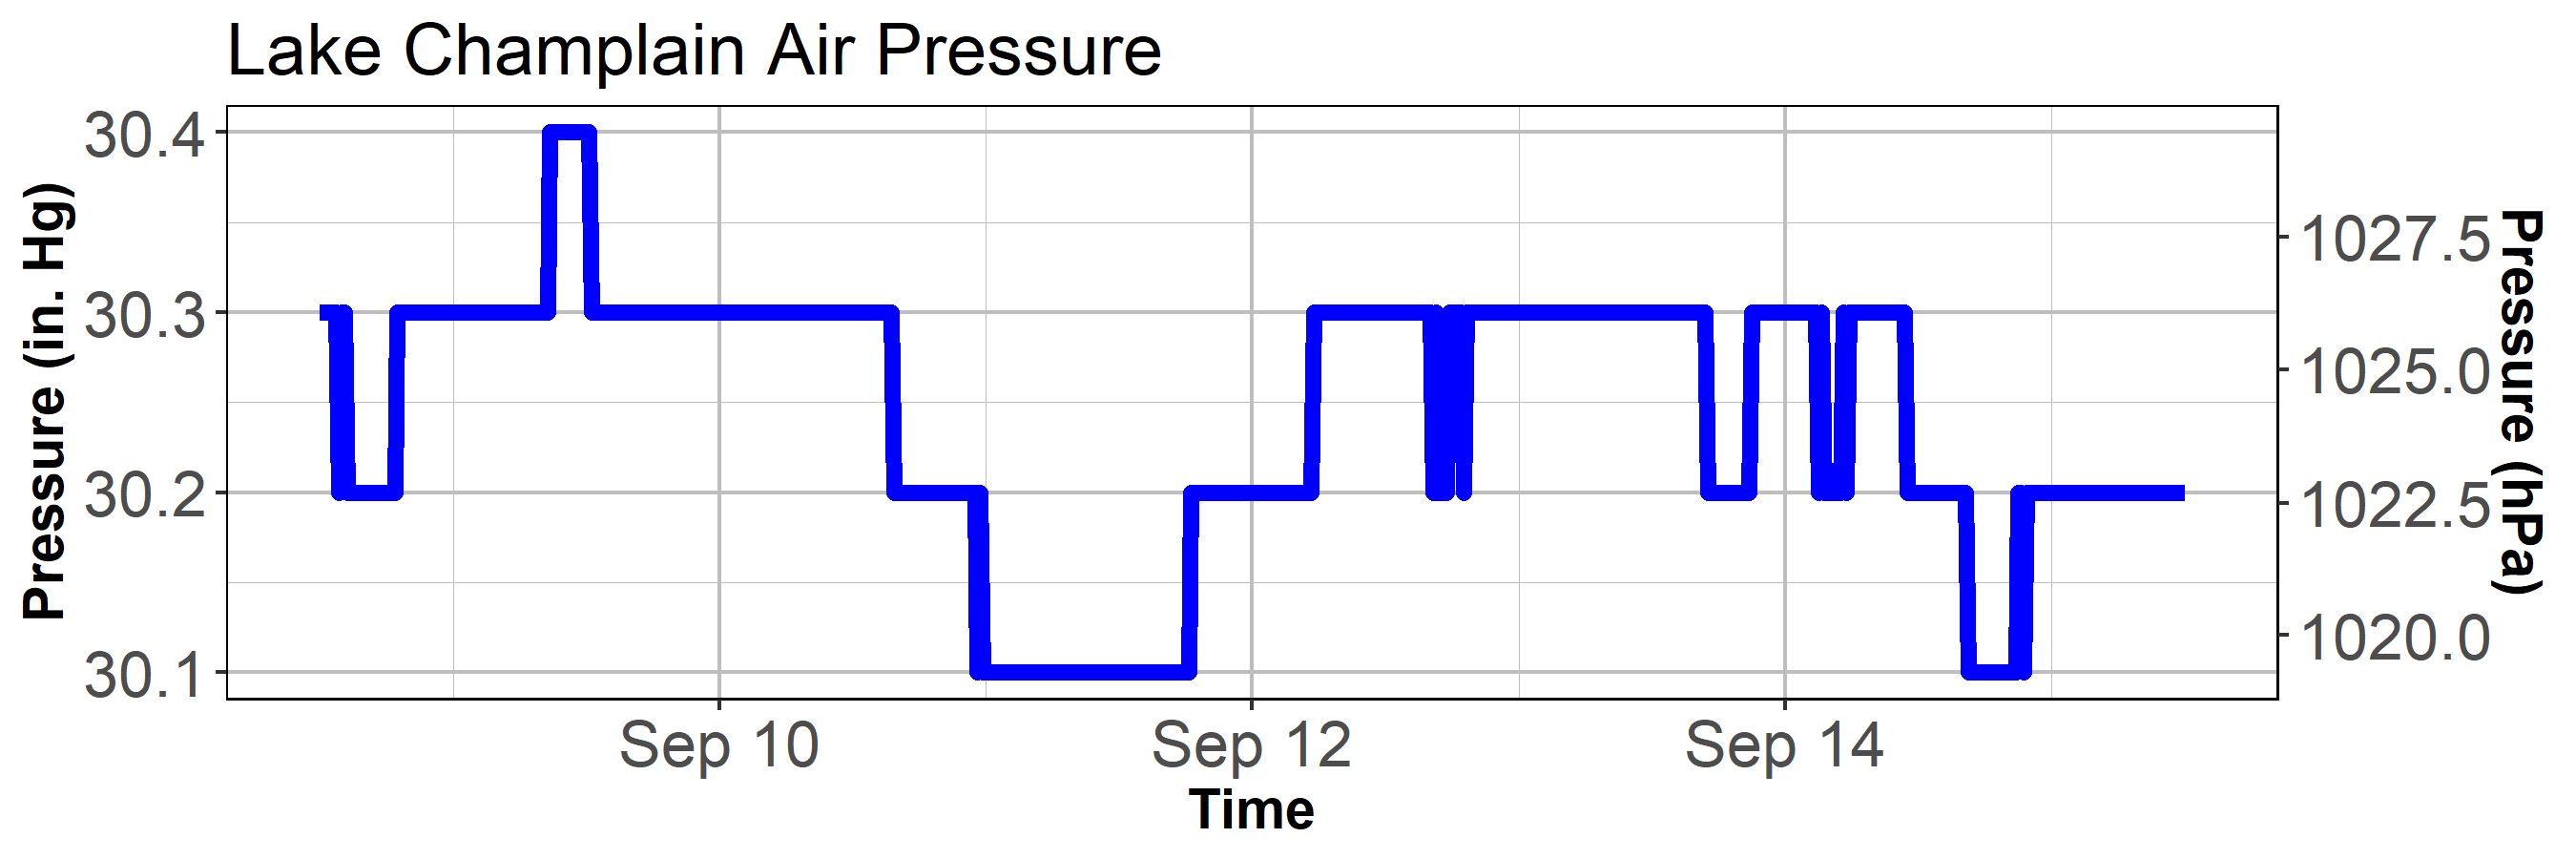 Lake Champlain Air Pressure
30.4
30.3
30.2
30.1
Pressure (in. Hg)
1027.5
1025.0
1022.5
1020.0
Pressure (hPa)
Sep 10
Sep 12
Sep 14
Time